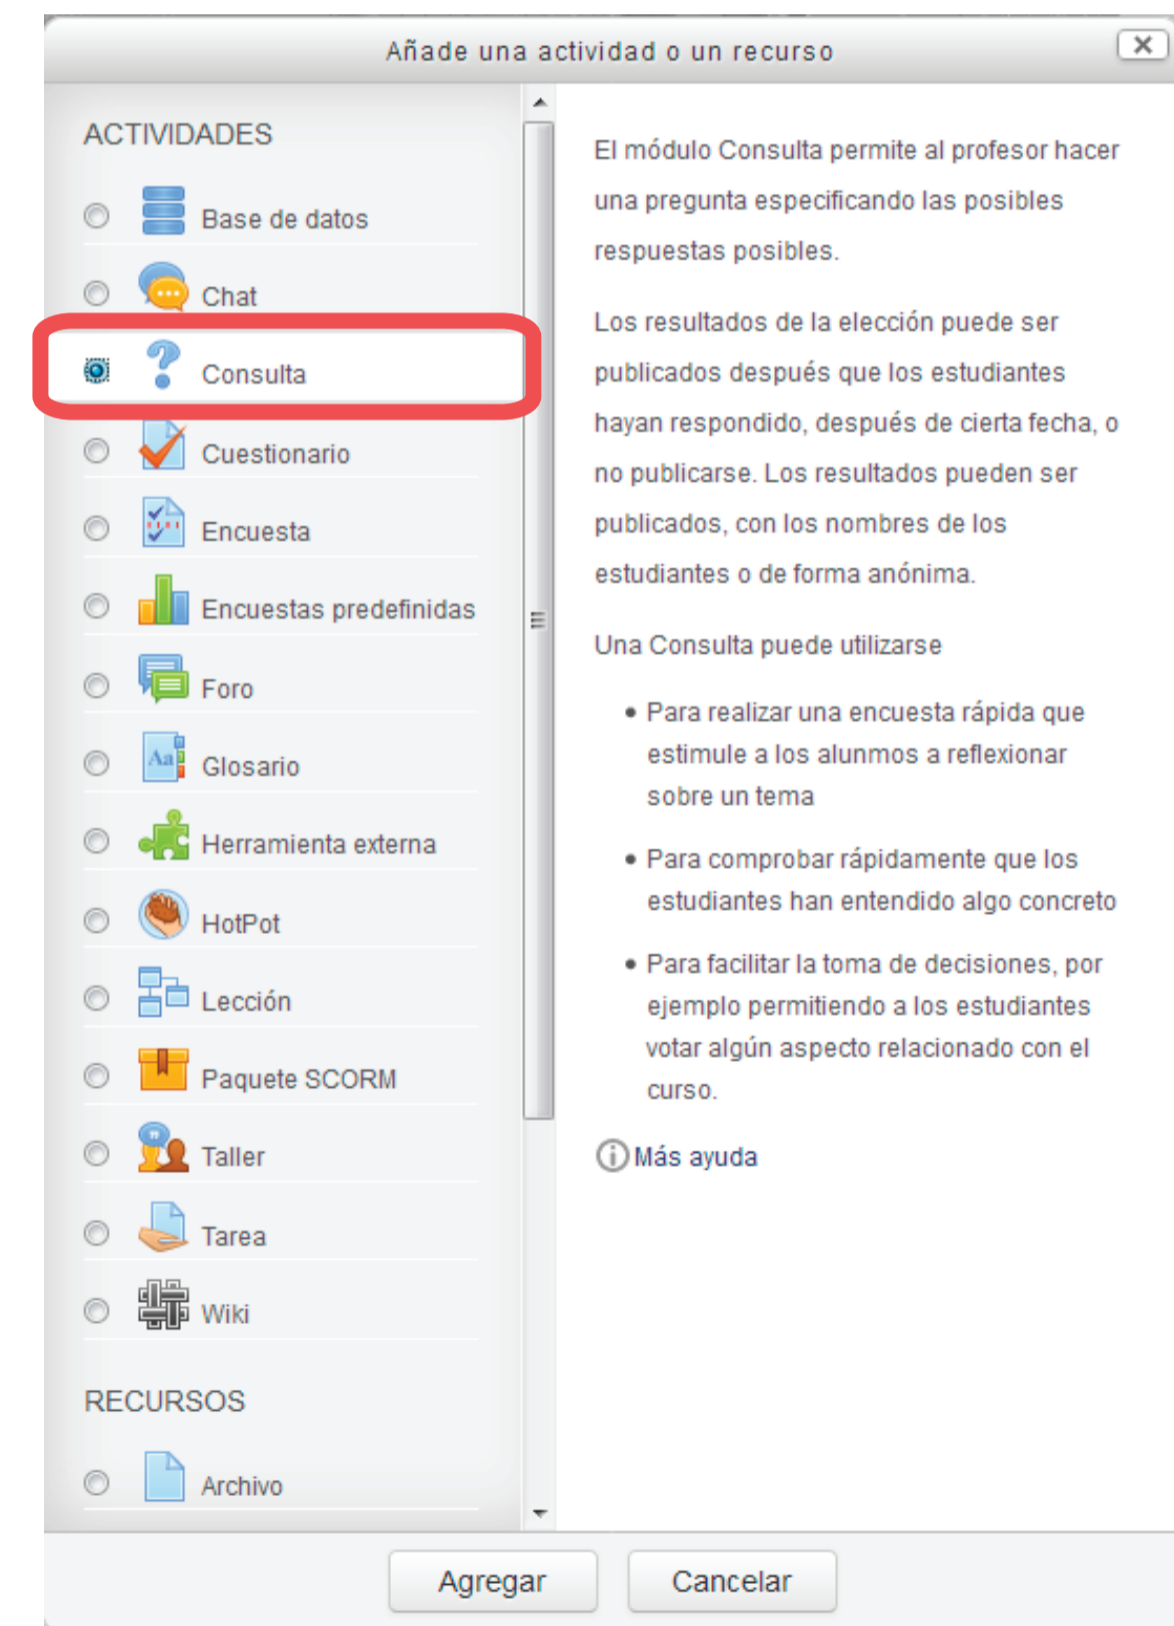 Añade una actividad o un recurso
ACTIVIDADES
Base de datos
Chat
Consulta
Cuestionario
Encuesta
Encuestas predefinidas
Foro
Aa
Glosario
Herramienta externa
HotPot
Lección
Paquete SCORM
Taller
Tarea
Wiki
RECURSOS
Archivo
El módulo Consulta permite al profesor hacer
una pregunta especificando las posibles
respuestas posibles.
Los resultados de la elección puede ser
publicados después que los estudiantes
hayan respondido, después de cierta fecha, o
no publicarse. Los resultados pueden ser
publicados, con los nombres de los
estudiantes o de forma anónima.
Una Consulta puede utilizarse
• Para realizar una encuesta rápida que
estimule a los alunmos a reflexionar
sobre un tema
• Para comprobar rápidamente que los
estudiantes han entendido algo concreto
• Para facilitar la toma de decisiones, por
ejemplo permitiendo a los estudiantes
votar algún aspecto relacionado con el
curso.
Más ayuda
Agregar
Cancelar